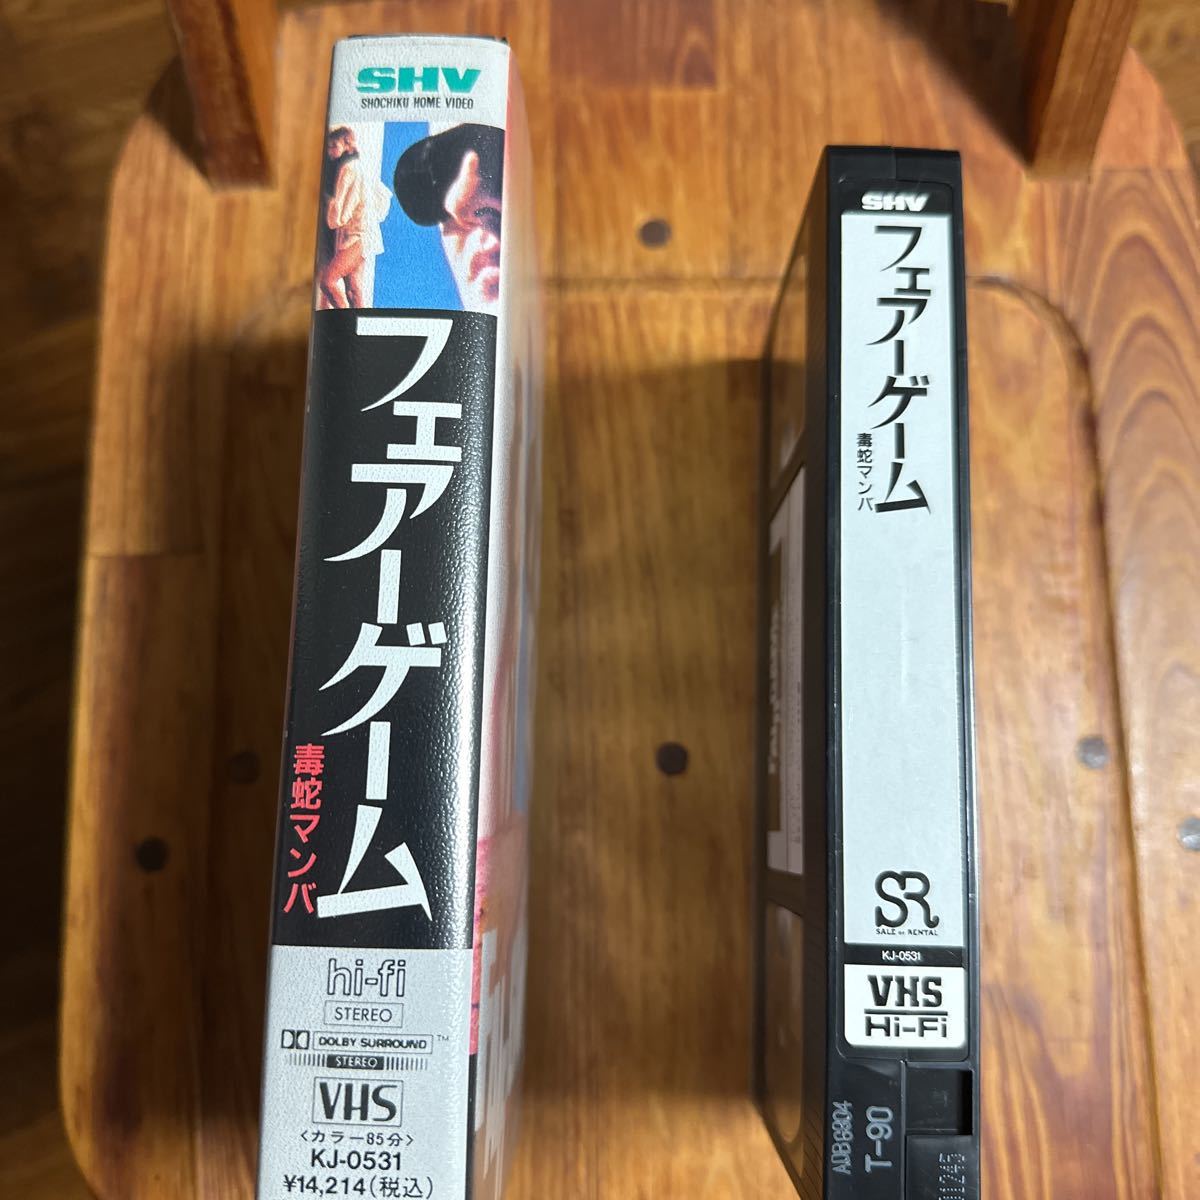 SHV
SHOCHIKU HOME VIDEO
フェアーゲーム
毒蛇マンバ
hi-fi
STEREO
DOLBY SURROUND™
STEREO
VHS
<カラー85分>
KJ-0531
¥14,214(税込)
SHV
フェアーゲーム
毒蛇マンバ
SR
SALE or RENTAL
KJ-0531
VHS
Hi-Fi
T-90